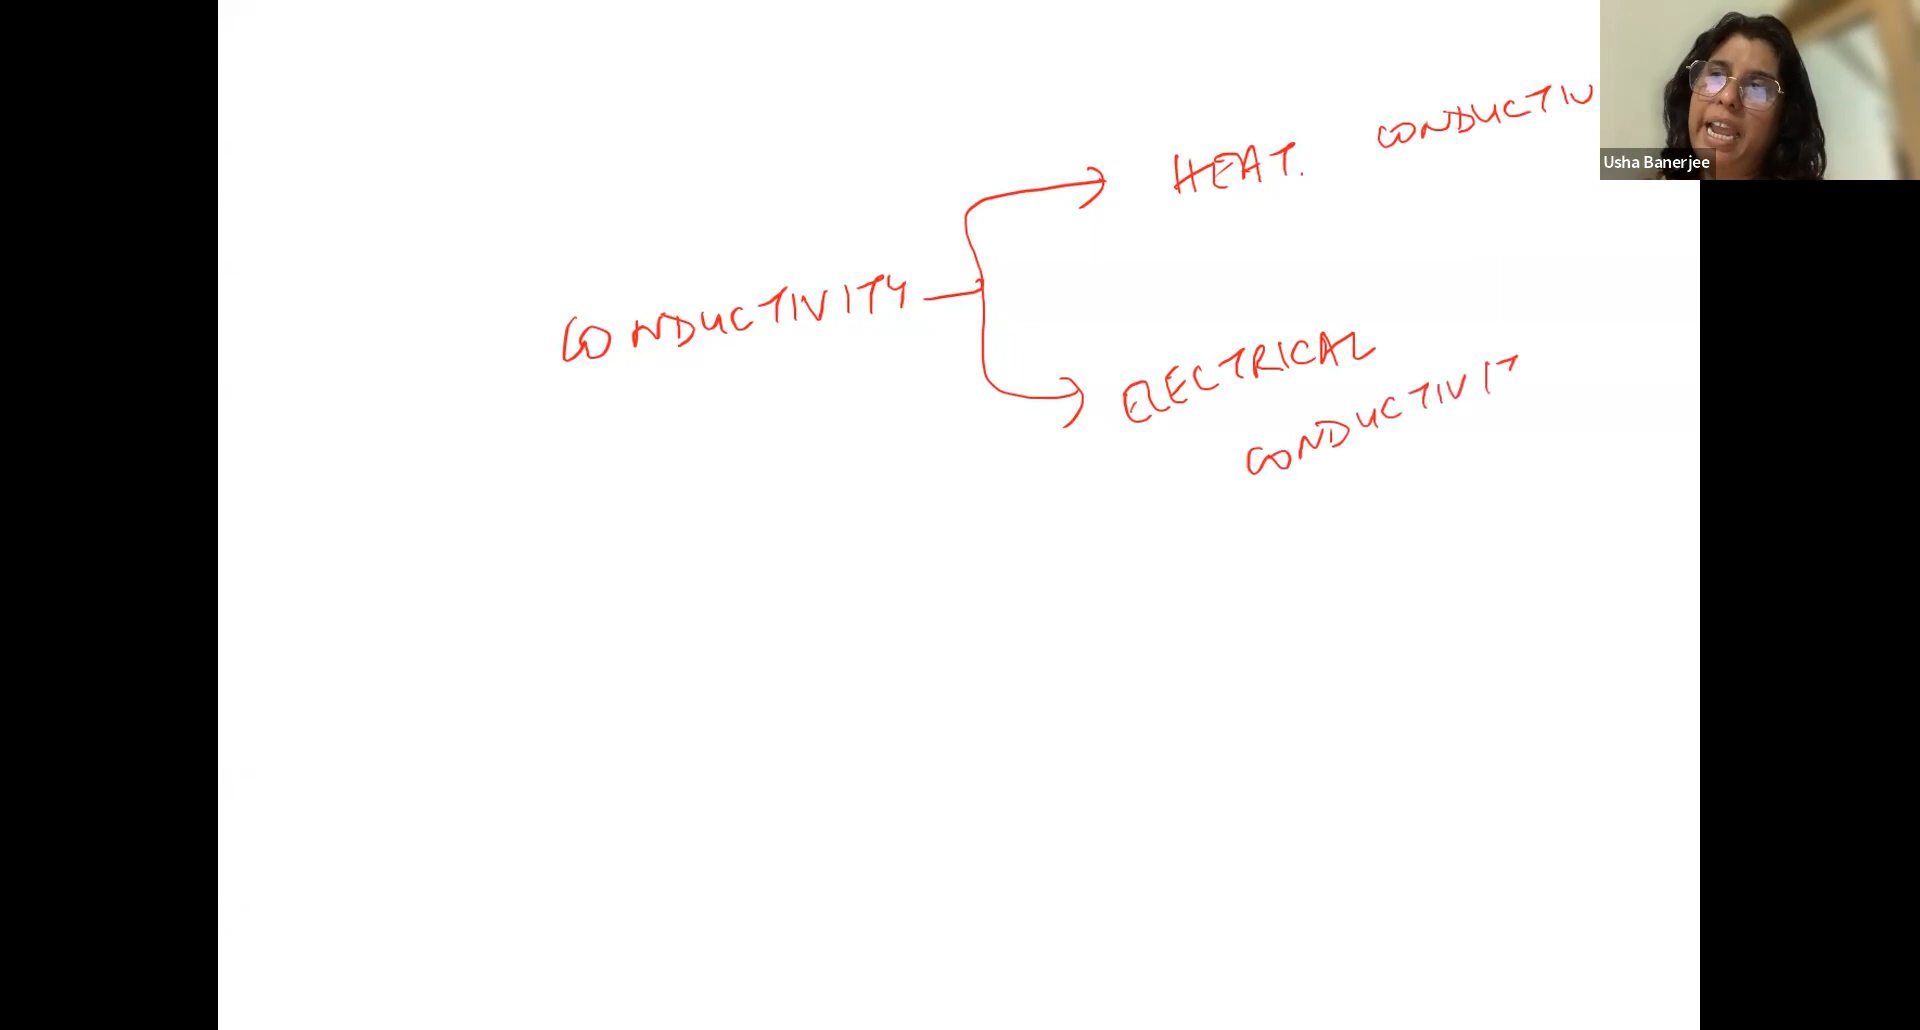 HEAT. CONDUCTIV
Usha Banerjee
CONDUCTIVITY
ELECTRICAL
CONDUCTIVIT